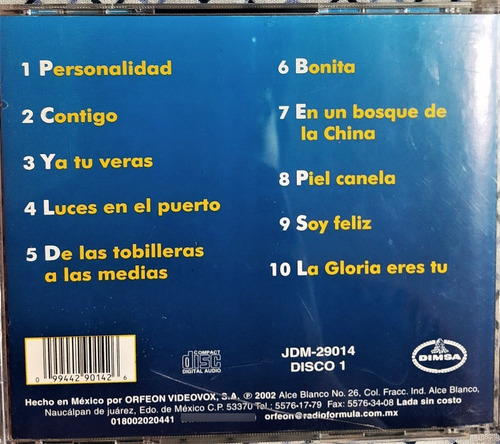 1 Personalidad
2 Contigo
3 Ya tu veras
4 Luces en el puerto
5 De las tobilleras
a las medias
6 Bonita
7 En un bosque de
la China
8 Piel canela
9 Soy feliz
10 La Gloria eres tu
0 99442 90142 6
COMPACT
disc
DIGITAL AUDIO
JDM-29014
DISCO 1
DIMSA
Hecho en México por ORFEON VIDEOVOX, S.A. ℗ 2002 Alce Blanco No. 26, Col. Fracc. Ind. Alce Blanco,
Naucálpan de juárez, Edo. de México C.P. 53370 Tel: 5576-17-79 Fax: 5576-34-08 Lada sin costo
018002020441 orfeon@radioformula.com.mx